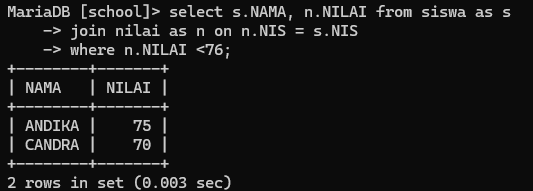 MariaDB [school]> select s.NAMA, n.NILAI from siswa as s
    -> join nilai as n on n.NIS = s.NIS
    -> where n.NILAI <76;
+--------+-------+
| NAMA   | NILAI |
+--------+-------+
| ANDIKA |    75 |
| CANDRA |    70 |
+--------+-------+
2 rows in set (0.003 sec)